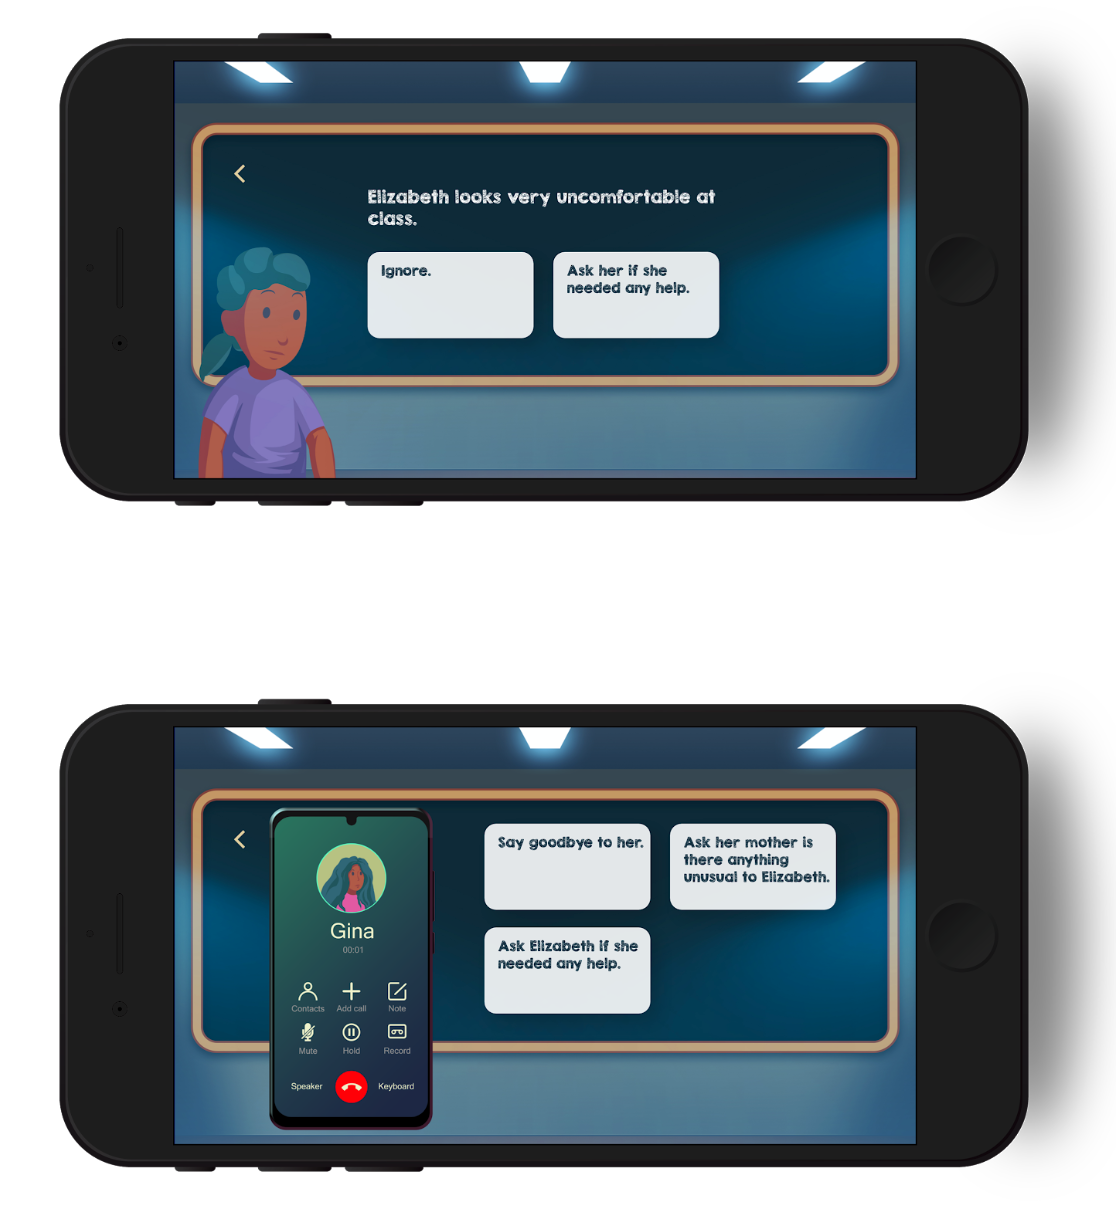 Elizabeth looks very uncomfortable at
class.
Ignore.
Ask her if she
needed any help.
Gina
00:01
Contacts
Add call
Note
Mute
Hold
Record
Speaker
Keyboard
Say goodbye to her.
Ask her mother is
there anything
unusual to Elizabeth.
Ask Elizabeth if she
needed any help.